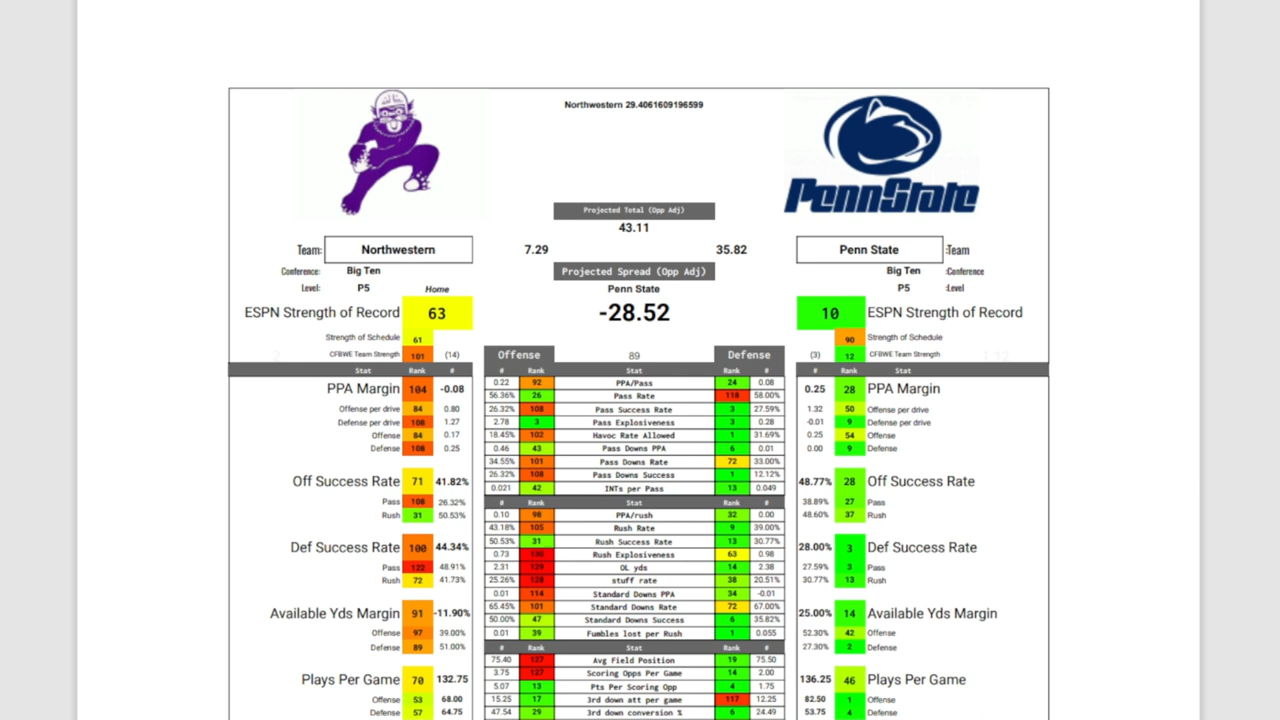 Northwestern 29.4061609196599
PennState
Projected Total (Opp Adj)
43.11
Team: Northwestern 7.29 35.82 Penn State :Team
Conference: Big Ten Projected Spread (Opp Adj) Big Ten :Conference
Level: P5 Home Penn State P5 :Level
ESPN Strength of Record 63 -28.52 10 ESPN Strength of Record
Strength of Schedule 61 90 Strength of Schedule
CFBWE Team Strength 101 (14) Offense 89 Defense (3) 12 CFBWE Team Strength
Stat Rank # # Rank Stat Rank # # Rank Stat
PPA Margin 104 -0.08 0.25 28 PPA Margin
Offense per drive 84 0.80 1.32 50 Offense per drive
Defense per drive 108 1.27 -0.01 9 Defense per drive
Offense 84 0.17 0.25 54 Offense
Defense 108 0.25 0.00 9 Defense
Off Success Rate 71 41.82% 48.77% 28 Off Success Rate
Pass 108 26.32% 38.89% 27 Pass
Rush 31 50.53% 48.60% 37 Rush
Def Success Rate 100 44.34% 28.00% 3 Def Success Rate
Pass 122 48.91% 27.59% 3 Pass
Rush 72 41.73% 30.77% 13 Rush
Available Yds Margin 91 -11.90% 25.00% 14 Available Yds Margin
Offense 97 39.00% 52.30% 42 Offense
Defense 89 51.00% 27.30% 2 Defense
Plays Per Game 70 132.75 136.25 46 Plays Per Game
Offense 53 68.00 82.50 1 Offense
Defense 57 64.75 53.75 4 Defense
0.22 92 PPA/Pass 24 0.08
56.36% 26 Pass Rate 118 58.00%
26.32% 108 Pass Success Rate 3 27.59%
2.78 3 Pass Explosiveness 3 0.28
18.45% 102 Havoc Rate Allowed 1 31.69%
0.46 43 Pass Downs PPA 6 0.01
34.55% 101 Pass Downs Rate 72 33.00%
26.32% 108 Pass Downs Success 1 12.12%
0.021 42 INTs per Pass 13 0.049
# Rank Stat Rank #
0.10 98 PPA/rush 32 0.00
43.18% 105 Rush Rate 9 39.00%
50.53% 31 Rush Success Rate 13 30.77%
0.73 130 Rush Explosiveness 63 0.98
2.31 129 OL yds 14 2.38
25.26% 128 stuff rate 38 20.51%
0.01 114 Standard Downs PPA 34 -0.01
65.45% 101 Standard Downs Rate 72 67.00%
50.00% 47 Standard Downs Success 6 35.82%
0.01 39 Fumbles lost per Rush 1 0.055
# Rank Stat Rank #
75.40 127 Avg Field Position 19 75.50
3.75 127 Scoring Opps Per Game 14 2.00
5.07 13 Pts Per Scoring Opp 4 1.75
15.25 17 3rd down att per game 117 12.25
47.54 29 3rd down conversion % 6 24.49